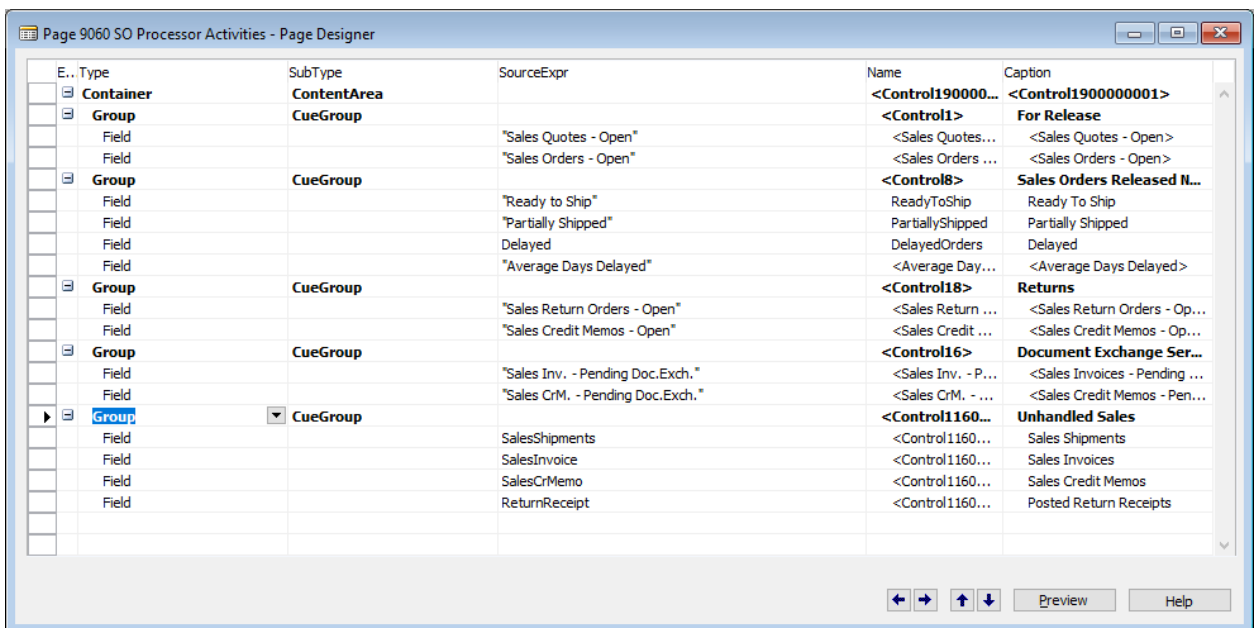 Page 9060 SO Processor Activities - Page Designer
E.. Type SubType SourceExpr Name Caption
Container ContentArea <Control190000... <Control1900000001>
Group CueGroup <Control1> For Release
Field "Sales Quotes - Open" <Sales Quotes... <Sales Quotes - Open>
Field "Sales Orders - Open" <Sales Orders ... <Sales Orders - Open>
Group CueGroup <Control8> Sales Orders Released N...
Field "Ready to Ship" ReadyToShip Ready To Ship
Field "Partially Shipped" PartiallyShipped Partially Shipped
Field Delayed DelayedOrders Delayed
Field "Average Days Delayed" <Average Day... <Average Days Delayed>
Group CueGroup <Control18> Returns
Field "Sales Return Orders - Open" <Sales Return ... <Sales Return Orders - Op...
Field "Sales Credit Memos - Open" <Sales Credit ... <Sales Credit Memos - Op...
Group CueGroup <Control16> Document Exchange Ser...
Field "Sales Inv. - Pending Doc.Exch." <Sales Inv. - P... <Sales Invoices - Pending ...
Field "Sales CrM. - Pending Doc.Exch." <Sales CrM. - ... <Sales Credit Memos - Pen...
Group CueGroup <Control1160... Unhandled Sales
Field SalesShipments <Control1160... Sales Shipments
Field SalesInvoice <Control1160... Sales Invoices
Field SalesCrMemo <Control1160... Sales Credit Memos
Field ReturnReceipt <Control1160... Posted Return Receipts
Preview Help